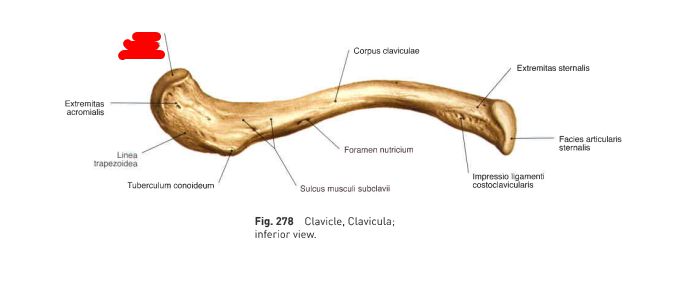 Corpus claviculae
Extremitas sternalis
Extremitas
acromialis
Linea
trapezoidea
Tuberculum conoideum
Sulcus musculi subclavii
Foramen nutricium
Facies articularis
sternalis
Impressio ligamenti
costoclavicularis
Fig. 278 Clavicle, Clavicula;
inferior view.